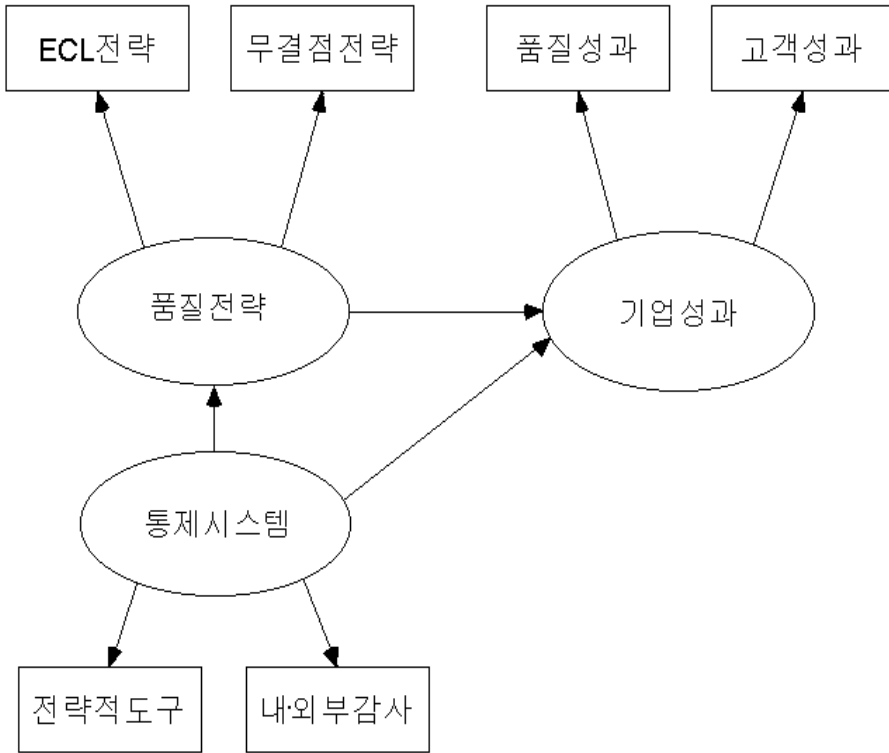 ECL전략
무결점전략
품질성과
고객성과
품질전략
기업성과
통제시스템
전략적도구
내·외부감사